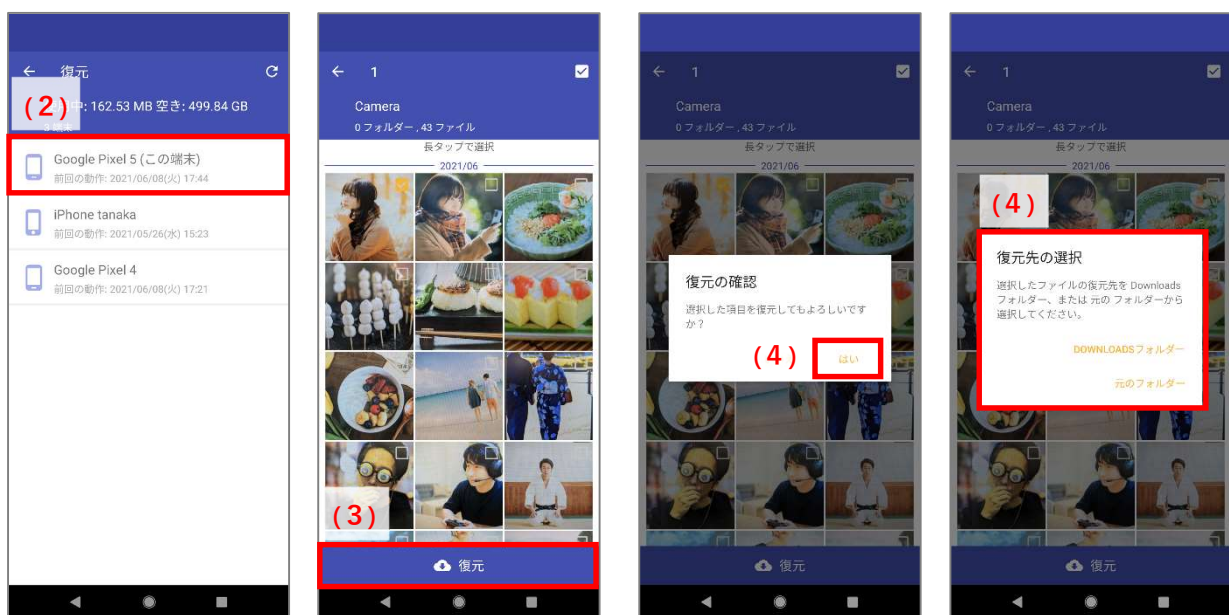 復元
(2)
中: 162.53 MB 空き: 499.84 GB
3 端末
Google Pixel 5 (この端末)
前回の動作: 2021/06/08(火) 17:44
iPhone tanaka
前回の動作: 2021/05/26(水) 15:23
Google Pixel 4
前回の動作: 2021/06/08(火) 17:21
1
Camera
0 フォルダー , 43 ファイル
長タップで選択
2021/06
(3)
復元
1
Camera
0 フォルダー , 43 ファイル
長タップで選択
2021/06
復元の確認
選択した項目を復元してもよろしいです
か？
(4)
はい
復元
1
Camera
0 フォルダー , 43 ファイル
長タップで選択
2021/06
(4)
復元先の選択
選択したファイルの復元先を Downloads
フォルダー、または 元の フォルダーから
選択してください。
DOWNLOADSフォルダー
元のフォルダー
復元